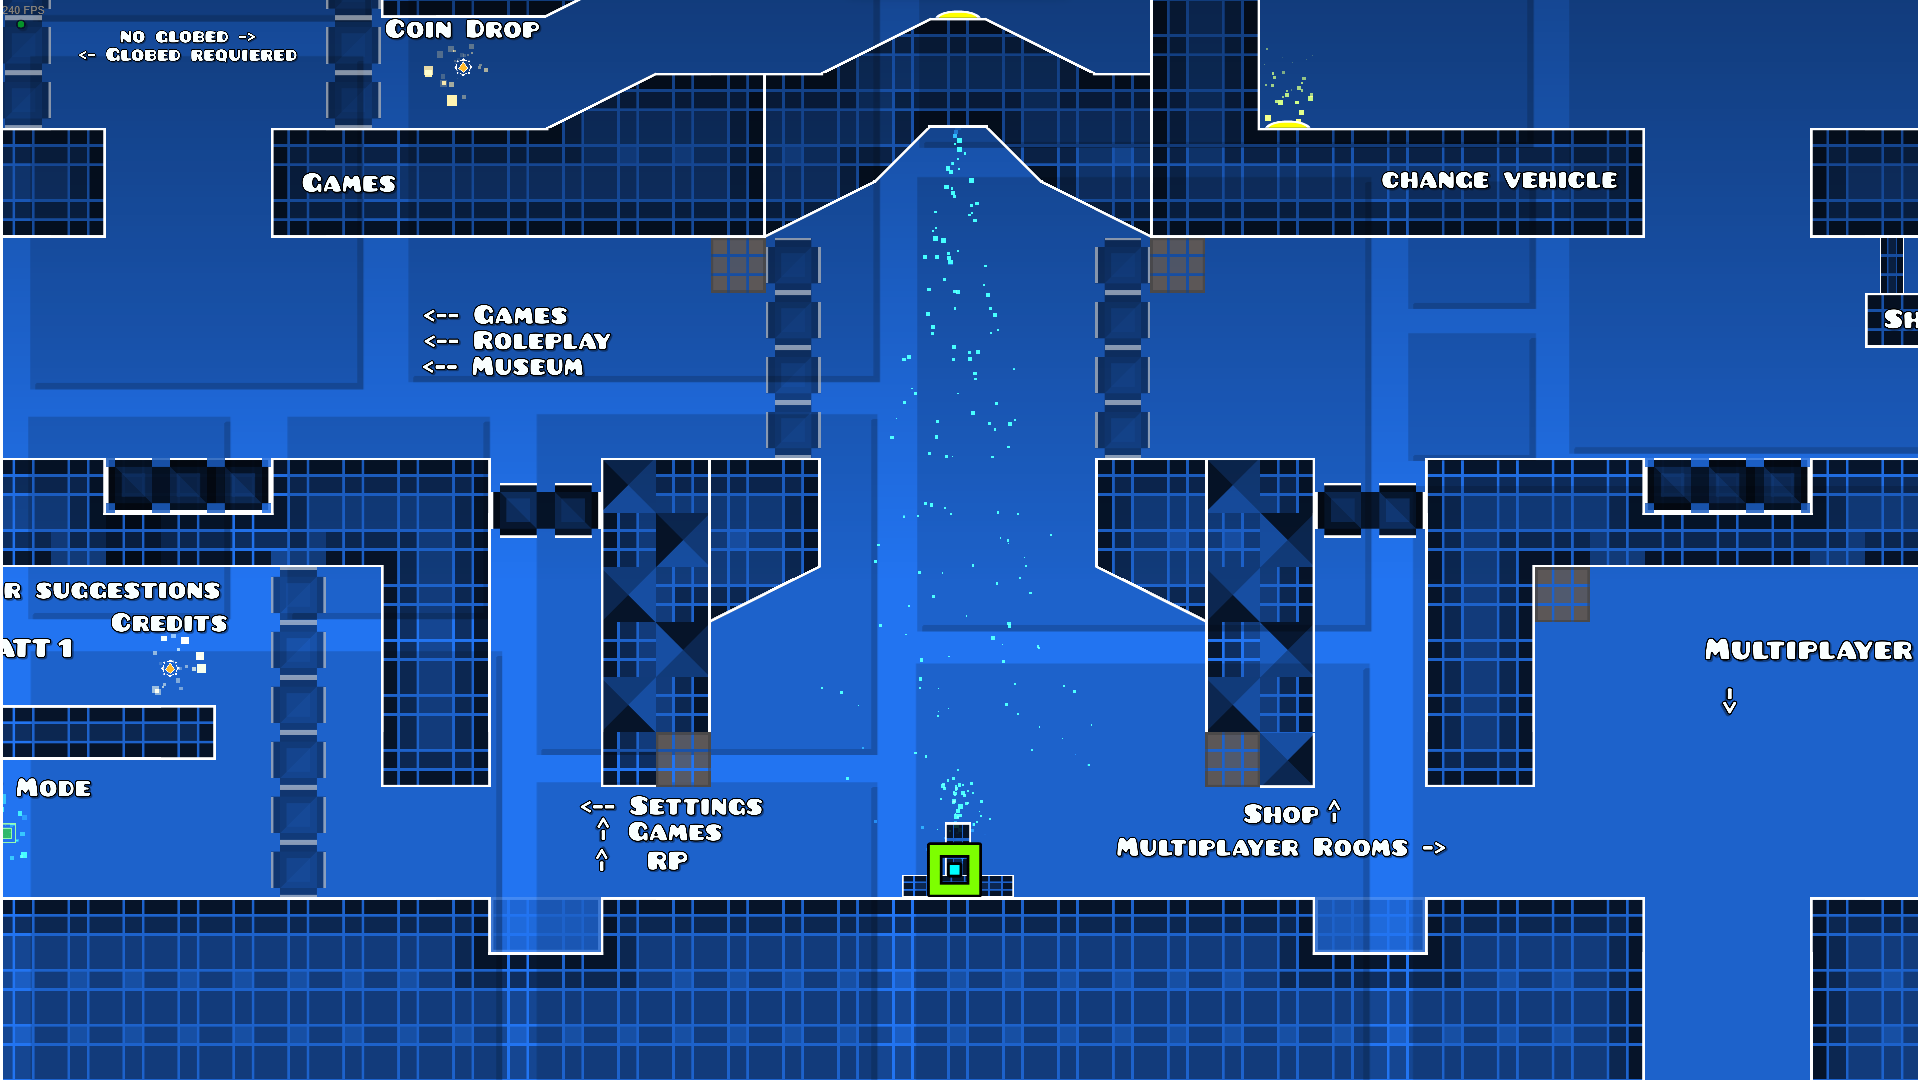 240 FPS
NO GLOBED ->
<- GLOBED REQUIERED
COIN DROP
GAMES
CHANGE VEHICLE
<-- GAMES
<-- ROLEPLAY
<-- MUSEUM
SH
R SUGGESTIONS
CREDITS
ATT 1
MULTIPLAYER
MODE
<-- SETTINGS
GAMES
RP
SHOP
MULTIPLAYER ROOMS ->